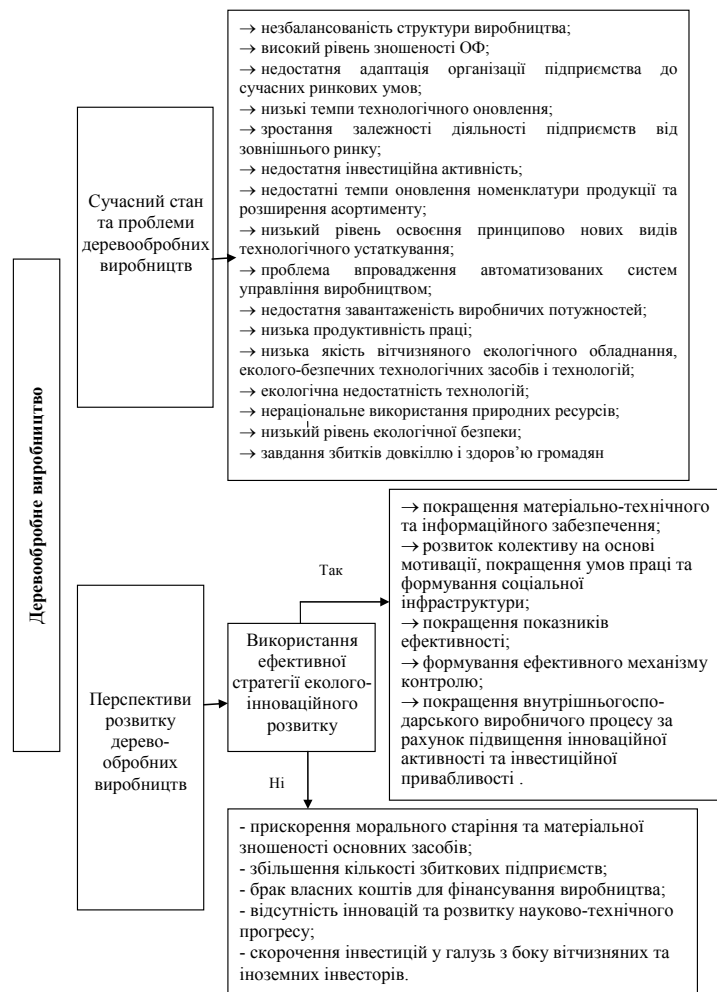 Деревообробне виробництво
Сучасний стан
та проблеми
деревообробних
виробництв
→ незбалансованість структури виробництва;
→ високий рівень зношеності ОФ;
→ недостатня адаптація організації підприємства до
сучасних ринкових умов;
→ низькі темпи технологічного оновлення;
→ зростання залежності діяльності підприємств від
зовнішнього ринку;
→ недостатня інвестиційна активність;
→ недостатні темпи оновлення номенклатури продукції та
розширення асортименту;
→ низький рівень освоєння принципово нових видів
технологічного устаткування;
→ проблема впровадження автоматизованих систем
управління виробництвом;
→ недостатня завантаженість виробничих потужностей;
→ низька продуктивність праці;
→ низька якість вітчизняного екологічного обладнання,
еколого-безпечних технологічних засобів і технологій;
→ екологічна недостатність технологій;
→ нераціональне використання природних ресурсів;
→ низький рівень екологічної безпеки;
→ завдання збитків довкіллю і здоров’ю громадян
Перспективи
розвитку
дерево-
обробних
виробництв
Використання
ефективної
стратегії еколого-
інноваційного
розвитку
Так
→ покращення матеріально-технічного
та інформаційного забезпечення;
→ розвиток колективу на основі
мотивації, покращення умов праці та
формування соціальної
інфраструктури;
→ покращення показників
ефективності;
→ формування ефективного механізму
контролю;
→ покращення внутрішньогоспо-
дарського виробничого процесу за
рахунок підвищення інноваційної
активності та інвестиційної
привабливості .
Ні
- прискорення морального старіння та матеріальної
зношеності основних засобів;
- збільшення кількості збиткових підприємств;
- брак власних коштів для фінансування виробництва;
- відсутність інновацій та розвитку науково-технічного
прогресу;
- скорочення інвестицій у галузь з боку вітчизняних та
іноземних інвесторів.